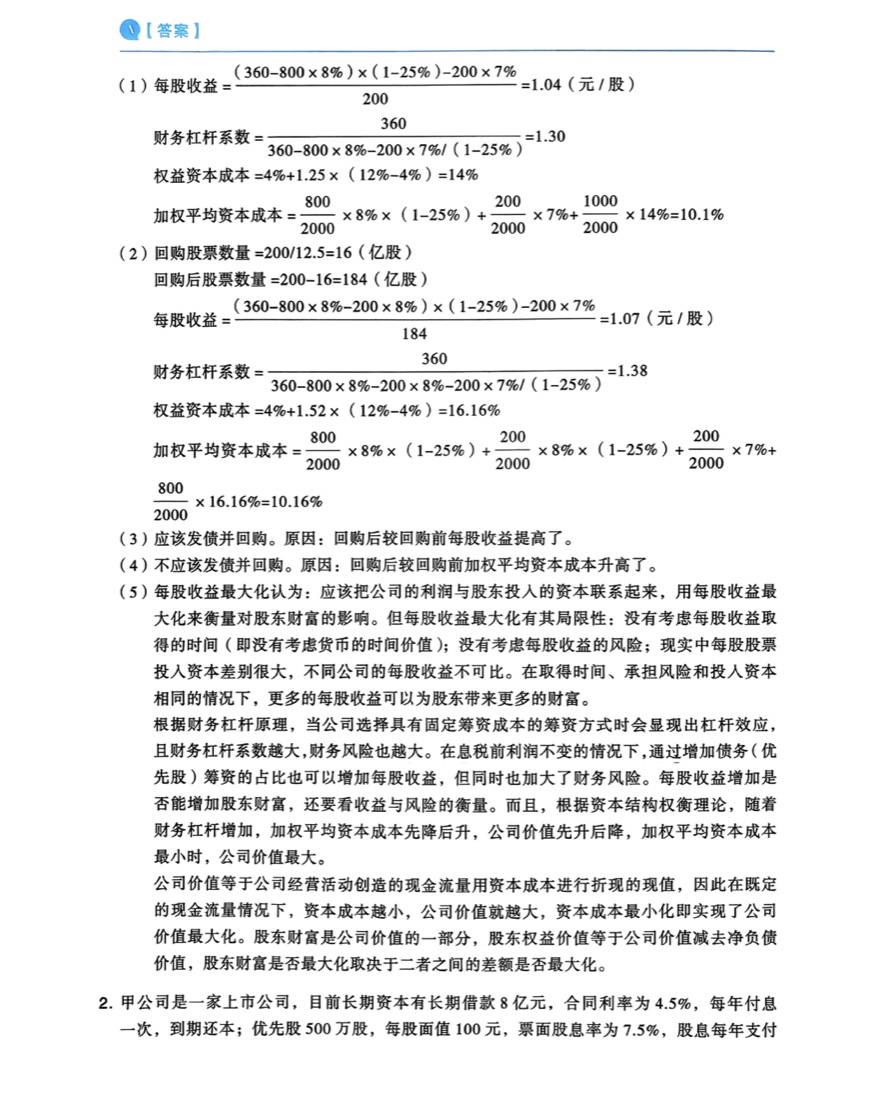 【答案】
（1）每股收益=(360-800×8%)×(1-25%)-200×7%/200=1.04（元/股）
财务杠杆系数=360/360-800×8%-200×7%/（1-25%）=1.30
权益资本成本=4%+1.25×（12%-4%）=14%
加权平均资本成本=800/2000×8%×（1-25%）+200/2000×7%+1000/2000×14%=10.1%
（2）回购股票数量=200/12.5=16（亿股）
回购后股票数量=200-16=184（亿股）
每股收益=（360-800×8%-200×8%）×（1-25%）-200×7%/184=1.07（元/股）
财务杠杆系数=360/360-800×8%-200×8%-200×7%/（1-25%）=1.38
权益资本成本=4%+1.52×（12%-4%）=16.16%
加权平均资本成本=800/2000×8%×（1-25%）+200/2000×8%×（1-25%）+200/2000×7%+
800/2000×16.16%=10.16%
（3）应该发债并回购。原因：回购后较回购前每股收益提高了。
（4）不应该发债并回购。原因：回购后较回购前加权平均资本成本升高了。
（5）每股收益最大化认为：应该把公司的利润与股东投入的资本联系起来，用每股收益最
大化来衡量对股东财富的影响。但每股收益最大化有其局限性：没有考虑每股收益取
得的时间（即没有考虑货币的时间价值）；没有考虑每股收益的风险；现实中每股股票
投入资本差别很大，不同公司的每股收益不可比。在取得时间、承担风险和投入资本
相同的情况下，更多的每股收益可以为股东带来更多的财富。
根据财务杠杆原理，当公司选择具有固定筹资成本的筹资方式时会显现出杠杆效应，
且财务杠杆系数越大，财务风险也越大。在息税前利润不变的情况下，通过增加债务（优
先股）筹资的占比也可以增加每股收益，但同时也加大了财务风险。每股收益增加是
否能增加股东财富，还要看收益与风险的衡量。而且，根据资本结构权衡理论，随着
财务杠杆增加，加权平均资本成本先降后升，公司价值先升后降，加权平均资本成本
最小时，公司价值最大。
公司价值等于公司经营活动创造的现金流量用资本成本进行折现的现值，因此在既定
的现金流量情况下，资本成本越小，公司价值就越大，资本成本最小化即实现了公司
价值最大化。股东财富是公司价值的一部分，股东权益价值等于公司价值减去净负债
价值，股东财富是否最大化取决于二者之间的差额是否最大化。
2. 甲公司是一家上市公司，目前长期资本有长期借款 8 亿元，合同利率为 4.5%，每年付息
一次，到期还本；优先股 500 万股，每股面值 100 元，票面股息率为 7.5%，股息每年支付